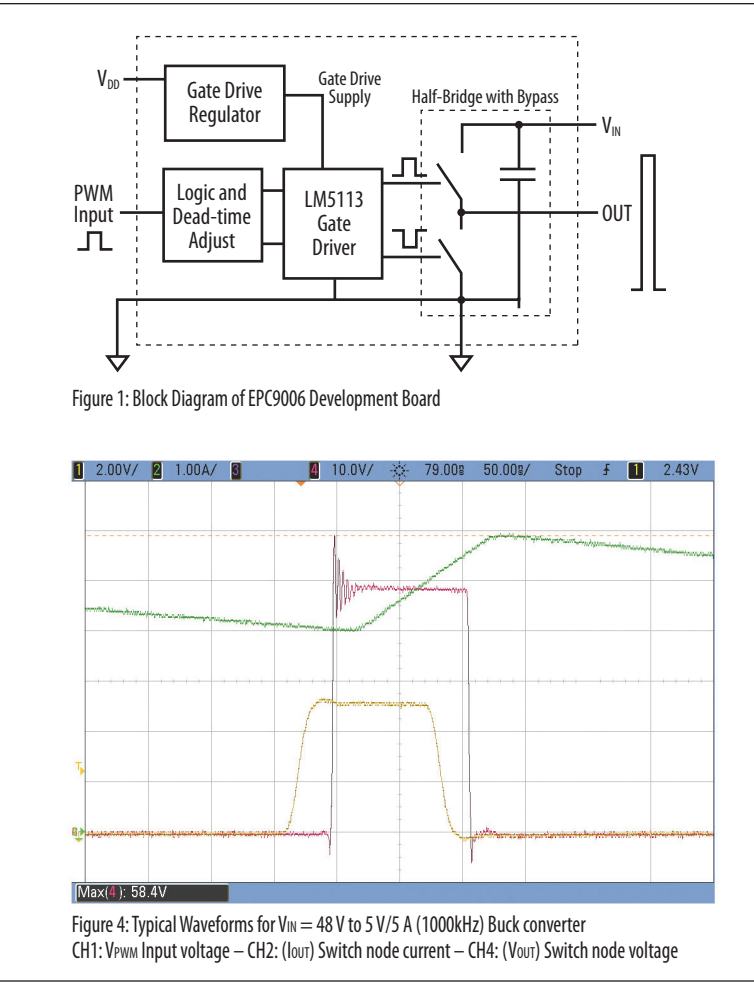 V_DD
Gate Drive
Regulator
Gate Drive
Supply
Half-Bridge with Bypass
V_IN
PWM
Input
Logic and
Dead-time
Adjust
LM5113
Gate
Driver
OUT
Figure 1: Block Diagram of EPC9006 Development Board
1 2.00V/ 2 1.00A/ 3 4 10.0V/ 79.00s 50.00s/ Stop 1 2.43V
T
Max(4): 58.4V
Figure 4: Typical Waveforms for VIN = 48 V to 5 V/5 A (1000kHz) Buck converter
CH1: VPWM Input voltage – CH2: (IOUT) Switch node current – CH4: (VOUT) Switch node voltage